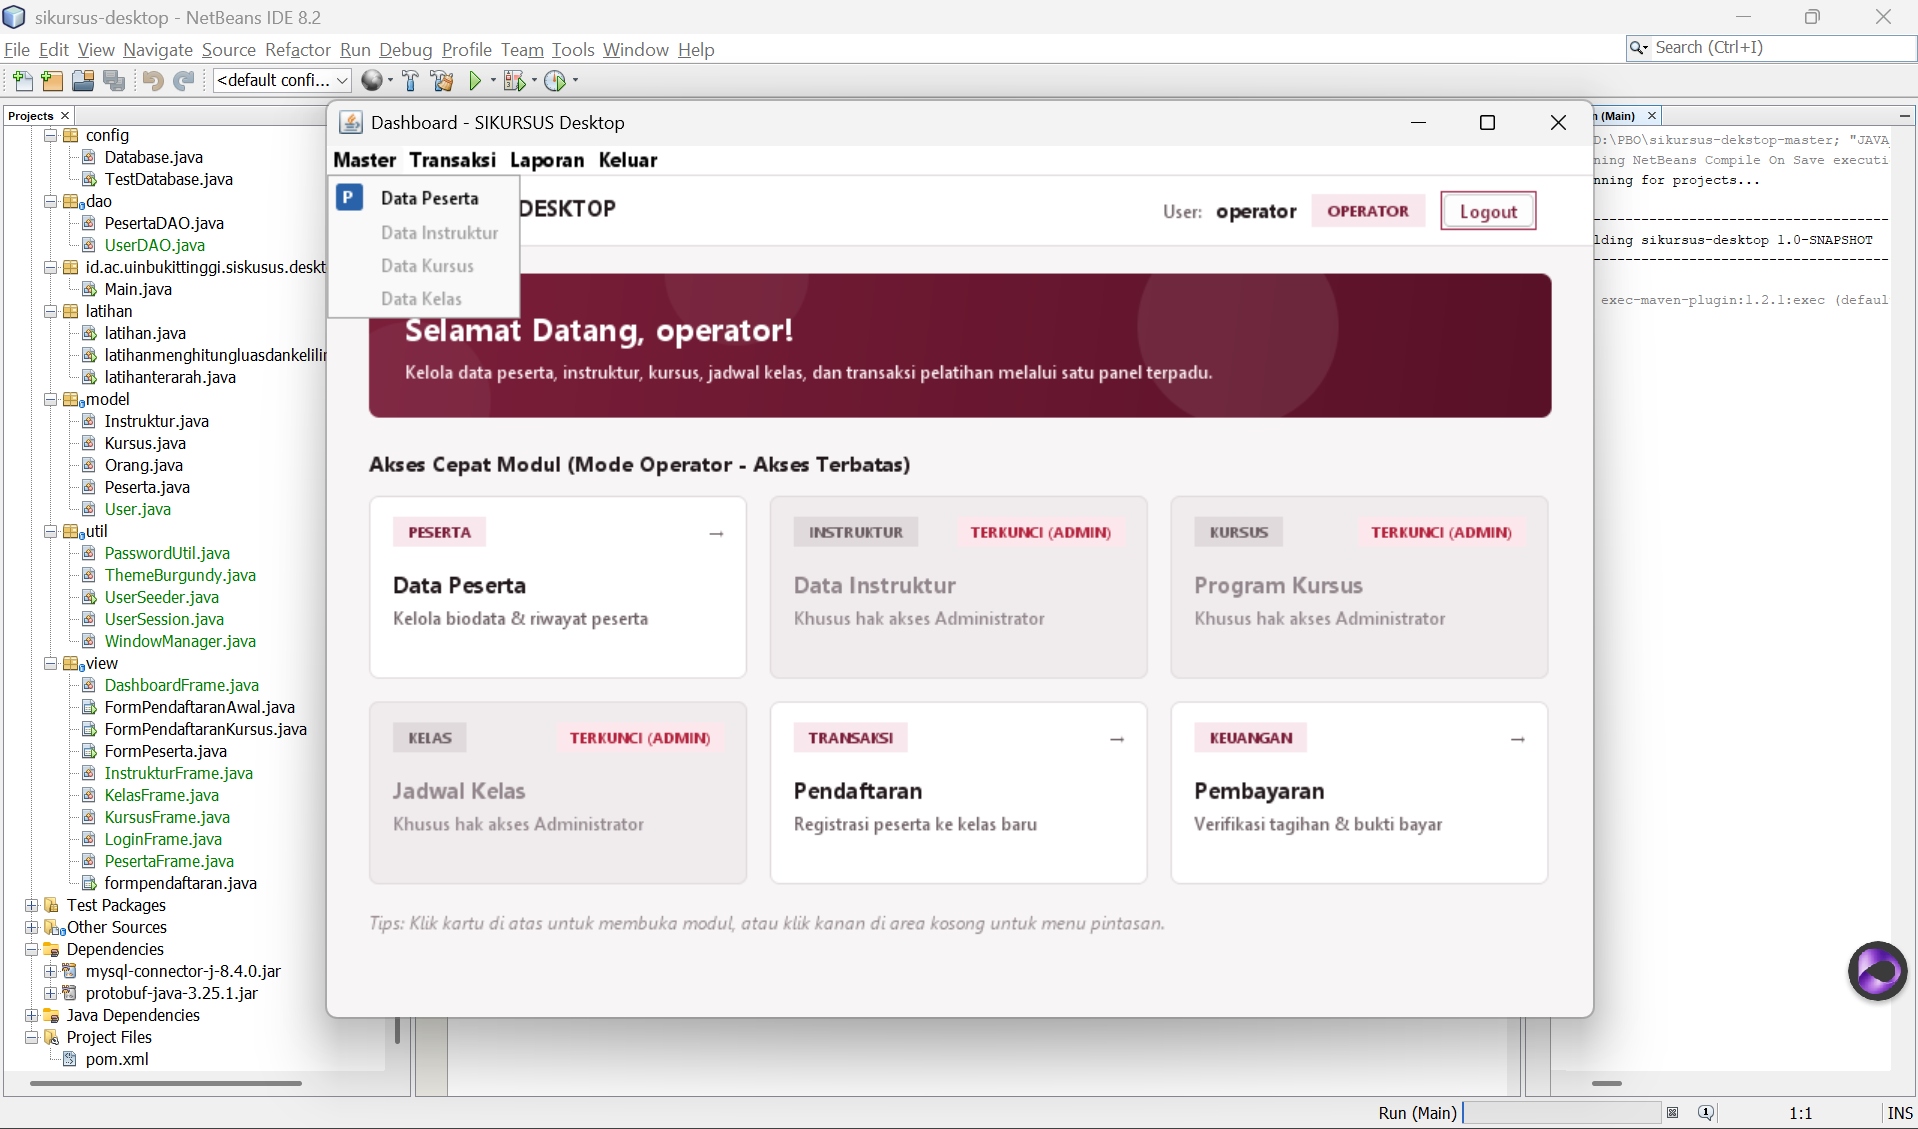 sikursus-desktop - NetBeans IDE 8.2
File Edit View Navigate Source Refactor Run Debug Profile Team Tools Window Help
Search (Ctrl+I)
<default confi...
Projects
config
Database.java
TestDatabase.java
dao
PesertaDAO.java
UserDAO.java
id.ac.uinbukittinggi.siskusus.deskt
Main.java
latihan
latihan.java
latihanmenghitungluasdankelilin
latihanterarah.java
model
Instruktur.java
Kursus.java
Orang.java
Peserta.java
User.java
util
PasswordUtil.java
ThemeBurgundy.java
UserSeeder.java
UserSession.java
WindowManager.java
view
DashboardFrame.java
FormPendaftaranAwal.java
FormPendaftaranKursus.java
FormPeserta.java
InstrukturFrame.java
KelasFrame.java
KursusFrame.java
LoginFrame.java
PesertaFrame.java
formpendaftaran.java
Test Packages
Other Sources
Dependencies
mysql-connector-j-8.4.0.jar
protobuf-java-3.25.1.jar
Java Dependencies
Project Files
pom.xml
Dashboard - SIKURSUS Desktop
Master Transaksi Laporan Keluar
P Data Peserta
Data Instruktur
Data Kursus
Data Kelas
DESKTOP
User: operator OPERATOR Logout
Selamat Datang, operator!
Kelola data peserta, instruktur, kursus, jadwal kelas, dan transaksi pelatihan melalui satu panel terpadu.
Akses Cepat Modul (Mode Operator - Akses Terbatas)
PESERTA →
Data Peserta
Kelola biodata & riwayat peserta
INSTRUKTUR TERKUNCI (ADMIN)
Data Instruktur
Khusus hak akses Administrator
KURSUS TERKUNCI (ADMIN)
Program Kursus
Khusus hak akses Administrator
KELAS TERKUNCI (ADMIN)
Jadwal Kelas
Khusus hak akses Administrator
TRANSAKSI →
Pendaftaran
Registrasi peserta ke kelas baru
KEUANGAN →
Pembayaran
Verifikasi tagihan & bukti bayar
Tips: Klik kartu di atas untuk membuka modul, atau klik kanan di area kosong untuk menu pintasan.
(Main)
D:\PBO\sikursus-dekstop-master; "JAVA
ning NetBeans Compile On Save executi
nning for projects...
------------------------------------
lding sikursus-desktop 1.0-SNAPSHOT
------------------------------------
exec-maven-plugin:1.2.1:exec (defaul
Run (Main)
1
1:1
INS